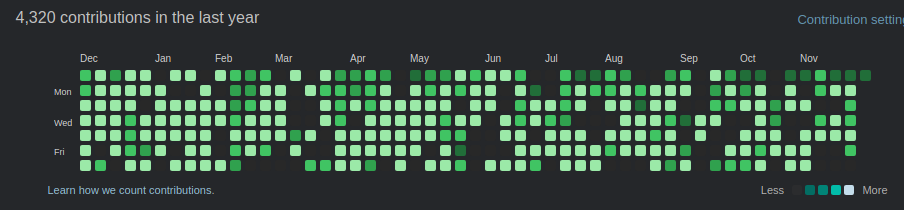 4,320 contributions in the last year
Contribution settin
Dec Jan Feb Mar Apr May Jun Jul Aug Sep Oct Nov
Mon
Wed
Fri
Learn how we count contributions.
Less More